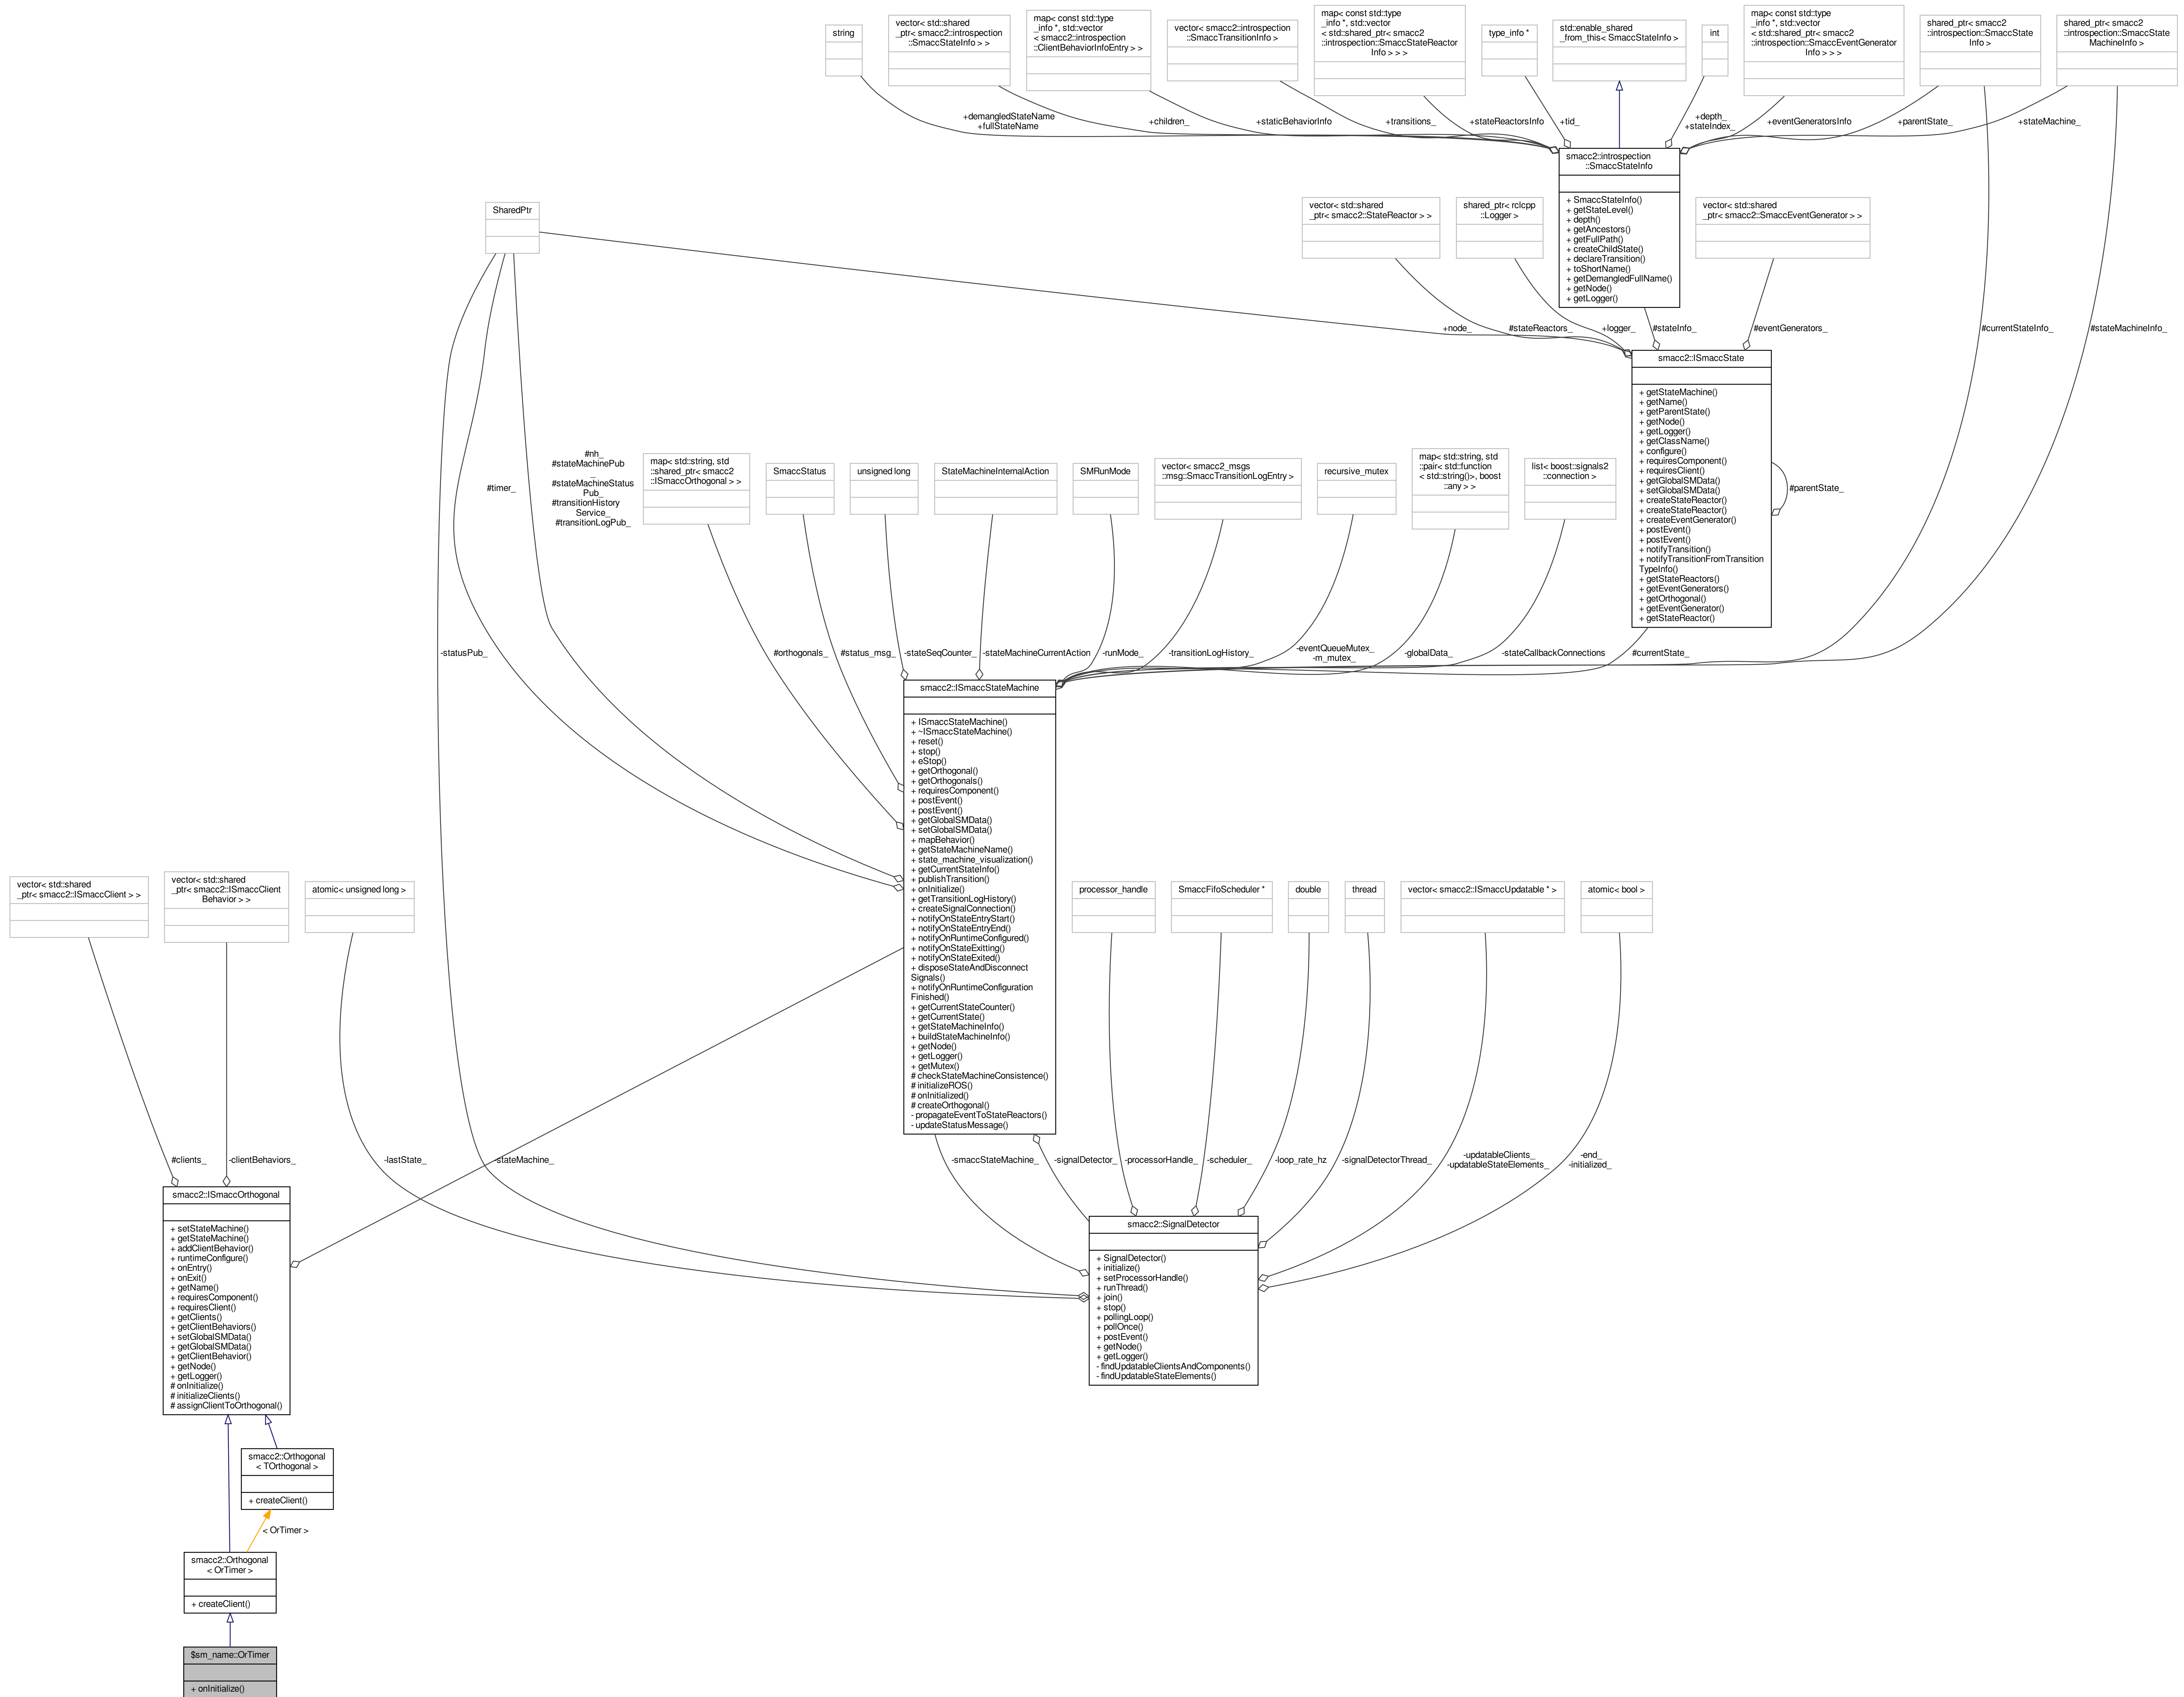 string
vector< std::shared
_ptr< smacc2::introspection
::SmaccStateInfo > >
map< const std::type
_info *, std::vector
< smacc2::introspection
::ClientBehaviorInfoEntry > >
vector< smacc2::introspection
::SmaccTransitionInfo >
map< const std::type
_info *, std::vector
< std::shared_ptr< smacc2
::introspection::SmaccStateReactor
Info > > >
type_info *
std::enable_shared
_from_this< SmaccStateInfo >
int
map< const std::type
_info *, std::vector
< std::shared_ptr< smacc2
::introspection::SmaccEventGenerator
Info > > >
shared_ptr< smacc2
::introspection::SmaccState
Info >
shared_ptr< smacc2
::introspection::SmaccState
MachineInfo >
+demangledStateName
+fullStateName
+children_
+staticBehaviorInfo
+transitions_
+stateReactorsInfo
+tid_
+depth_
+stateIndex_
+eventGeneratorsInfo
+parentState_
+stateMachine_
smacc2::introspection
::SmaccStateInfo
+ SmaccStateInfo()
+ getStateLevel()
+ depth()
+ getAncestors()
+ getFullPath()
+ createChildState()
+ declareTransition()
+ toShortName()
+ getDemangledFullName()
+ getNode()
+ getLogger()
SharedPtr
vector< std::shared
_ptr< smacc2::StateReactor > >
shared_ptr< rclcpp
::Logger >
vector< std::shared
_ptr< smacc2::SmaccEventGenerator > >
+node_
#stateReactors_
+logger_
#stateInfo_
#eventGenerators_
#currentStateInfo_
#stateMachineInfo_
smacc2::ISmaccState
+ getStateMachine()
+ getName()
+ getParentState()
+ getNode()
+ getLogger()
+ getClassName()
+ configure()
+ requiresComponent()
+ requiresClient()
+ getGlobalSMData()
+ setGlobalSMData()
+ createStateReactor()
+ createStateReactor()
+ createEventGenerator()
+ postEvent()
+ postEvent()
+ notifyTransition()
+ notifyTransitionFromTransition
TypeInfo()
+ getStateReactors()
+ getEventGenerators()
+ getOrthogonal()
+ getEventGenerator()
+ getStateReactor()
#parentState_
#timer_
#nh_
#stateMachinePub
_
#stateMachineStatus
Pub_
#transitionHistory
Service_
#transitionLogPub_
map< std::string, std
::shared_ptr< smacc2
::ISmaccOrthogonal > >
SmaccStatus
unsigned long
StateMachineInternalAction
SMRunMode
vector< smacc2_msgs
::msg::SmaccTransitionLogEntry >
recursive_mutex
map< std::string, std
::pair< std::function
< std::string()>, boost
::any > >
list< boost::signals2
::connection >
-statusPub_
#orthogonals_
#status_msg_
-stateSeqCounter_
-stateMachineCurrentAction
-runMode_
-transitionLogHistory_
-eventQueueMutex_
-m_mutex_
-globalData_
-stateCallbackConnections
#currentState_
smacc2::ISmaccStateMachine
+ ISmaccStateMachine()
+ ~ISmaccStateMachine()
+ reset()
+ stop()
+ eStop()
+ getOrthogonal()
+ getOrthogonals()
+ requiresComponent()
+ postEvent()
+ postEvent()
+ getGlobalSMData()
+ setGlobalSMData()
+ mapBehavior()
+ getStateMachineName()
+ state_machine_visualization()
+ getCurrentStateInfo()
+ publishTransition()
+ onInitialize()
+ getTransitionLogHistory()
+ createSignalConnection()
+ notifyOnStateEntryStart()
+ notifyOnStateEntryEnd()
+ notifyOnRuntimeConfigured()
+ notifyOnStateExitting()
+ notifyOnStateExited()
+ disposeStateAndDisconnect
Signals()
+ notifyOnRuntimeConfiguration
Finished()
+ getCurrentStateCounter()
+ getCurrentState()
+ getStateMachineInfo()
+ buildStateMachineInfo()
+ getNode()
+ getLogger()
+ getMutex()
# checkStateMachineConsistence()
# initializeROS()
# onInitialized()
# createOrthogonal()
- propagateEventToStateReactors()
- updateStatusMessage()
vector< std::shared
_ptr< smacc2::ISmaccClient > >
vector< std::shared
_ptr< smacc2::ISmaccClient
Behavior > >
atomic< unsigned long >
processor_handle
SmaccFifoScheduler *
double
thread
vector< smacc2::ISmaccUpdatable * >
atomic< bool >
#clients_
-clientBehaviors_
-lastState_
-stateMachine_
-smaccStateMachine_
-signalDetector_
-processorHandle_
-scheduler_
-loop_rate_hz
-signalDetectorThread_
-updatableClients_
-updatableStateElements_
-end_
-initialized_
smacc2::ISmaccOrthogonal
+ setStateMachine()
+ getStateMachine()
+ addClientBehavior()
+ runtimeConfigure()
+ onEntry()
+ onExit()
+ getName()
+ requiresComponent()
+ requiresClient()
+ getClients()
+ getClientBehaviors()
+ setGlobalSMData()
+ getGlobalSMData()
+ getClientBehavior()
+ getNode()
+ getLogger()
# onInitialize()
# initializeClients()
# assignClientToOrthogonal()
smacc2::SignalDetector
+ SignalDetector()
+ initialize()
+ setProcessorHandle()
+ runThread()
+ join()
+ stop()
+ pollingLoop()
+ pollOnce()
+ postEvent()
+ getNode()
+ getLogger()
- findUpdatableClientsAndComponents()
- findUpdatableStateElements()
smacc2::Orthogonal
< TOrthogonal >
+ createClient()
< OrTimer >
smacc2::Orthogonal
< OrTimer >
+ createClient()
$sm_name::OrTimer
+ onInitialize()